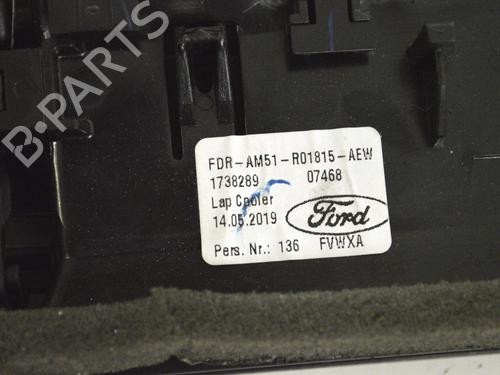 B-PARTS
FDR-AM51-R01815-AEW
1738289 07468
Lap Cooler
14.05.2019 Ford
Pers. Nr.: 136 FVWXA